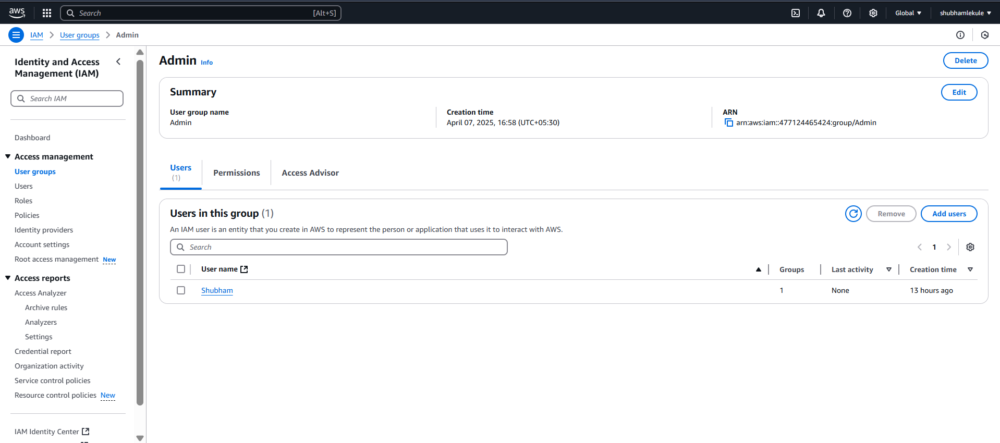 aws
Search [Alt+S]
Global
shubhamlekule
IAM > User groups > Admin
Identity and Access
Management (IAM)
Search IAM
Dashboard
Access management
User groups
Users
Roles
Policies
Identity providers
Account settings
Root access management New
Access reports
Access Analyzer
Archive rules
Analyzers
Settings
Credential report
Organization activity
Service control policies
Resource control policies New
IAM Identity Center
Admin Info
Delete
Summary
Edit
User group name
Admin
Creation time
April 07, 2025, 16:58 (UTC+05:30)
ARN
arn:aws:iam::477124465424:group/Admin
Users
(1)
Permissions
Access Advisor
Users in this group (1)
Remove
Add users
An IAM user is an entity that you create in AWS to represent the person or application that uses it to interact with AWS.
Search
1
User name Groups Last activity Creation time
Shubham 1 None 13 hours ago